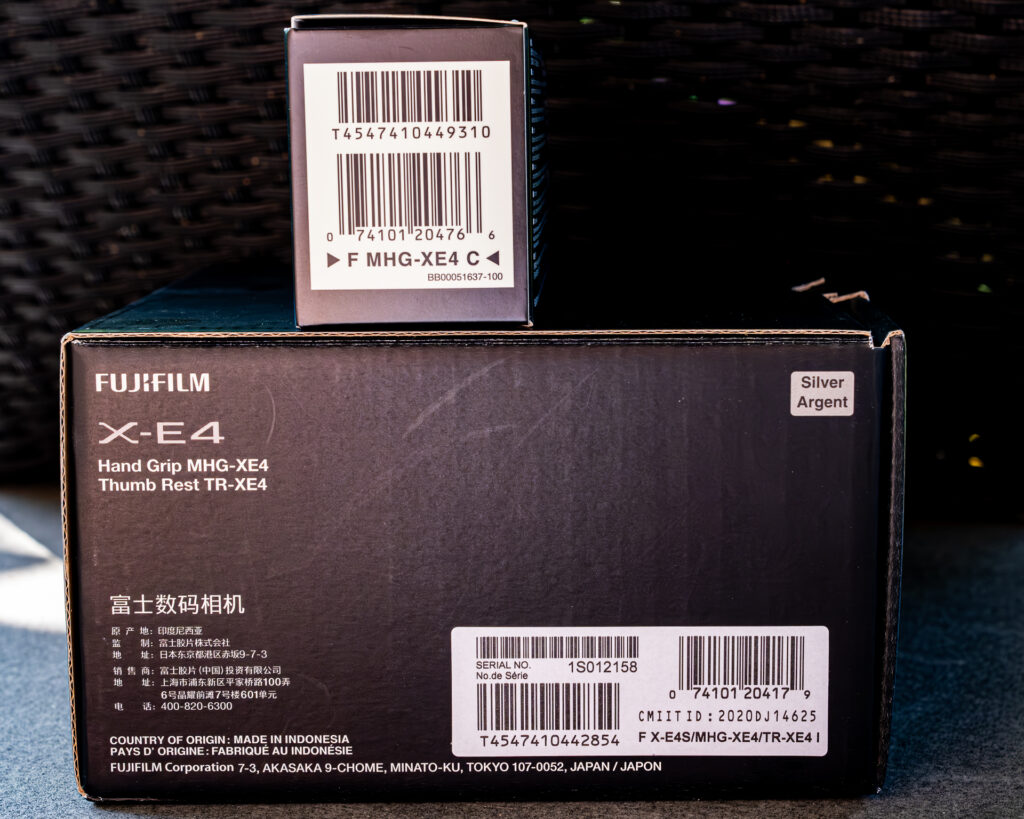 T4547410449310
0 74101 20476 6
▶ F MHG-XE4 C ◀
BB00051637-100
FUJIFILM
X-E4
Hand Grip MHG-XE4
Thumb Rest TR-XE4
Silver
Argent
富士数码相机
原 产 地: 印度尼西亚
监 制: 富士胶片株式会社
地 址: 日本东京都港区赤坂9-7-3
销 售 商: 富士胶片(中国)投资有限公司
地 址: 上海市浦东新区平家桥路100弄
6号晶耀前滩7号楼601单元
电 话: 400-820-6300
COUNTRY OF ORIGIN: MADE IN INDONESIA
PAYS D' ORIGINE: FABRIQUÉ AU INDONÉSIE
FUJIFILM Corporation 7-3, AKASAKA 9-CHOME, MINATO-KU, TOKYO 107-0052, JAPAN / JAPON
SERIAL NO.
No.de Série
1S012158
T4547410442854
0 74101 20417 9
CMIIT ID: 2020DJ14625
F X-E4S/MHG-XE4/TR-XE4 I